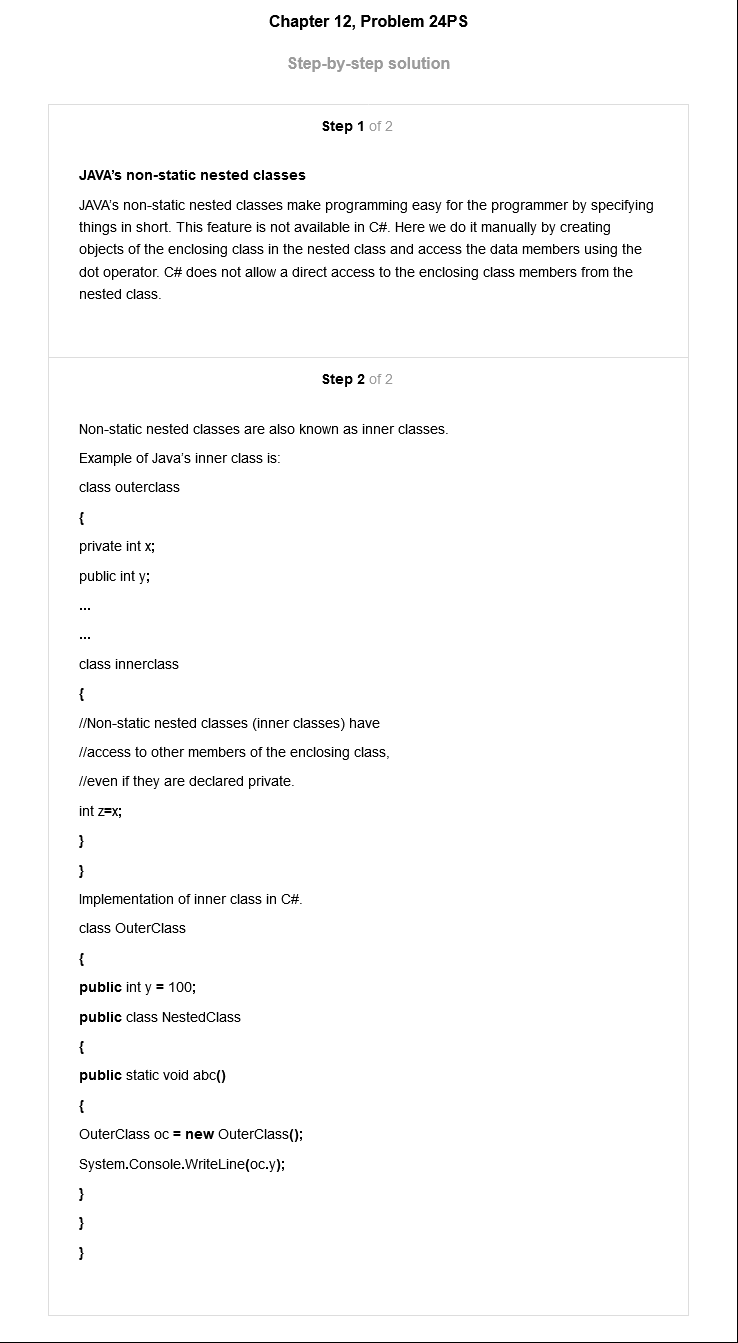 Chapter 12, Problem 24PS
Step-by-step solution
Step 1 of 2
JAVA's non-static nested classes
JAVA's non-static nested classes make programming easy for the programmer by specifying
things in short. This feature is not available in C#. Here we do it manually by creating
objects of the enclosing class in the nested class and access the data members using the
dot operator. C# does not allow a direct access to the enclosing class members from the
nested class.
Step 2 of 2
Non-static nested classes are also known as inner classes.
Example of Java's inner class is:
class outerclass
{
private int x;
public int y;
...
...
class innerclass
{
//Non-static nested classes (inner classes) have
//access to other members of the enclosing class,
//even if they are declared private.
int z=x;
}
}
Implementation of inner class in C#.
class OuterClass
{
public int y = 100;
public class NestedClass
{
public static void abc()
{
OuterClass oc = new OuterClass();
System.Console.WriteLine(oc.y);
}
}
}